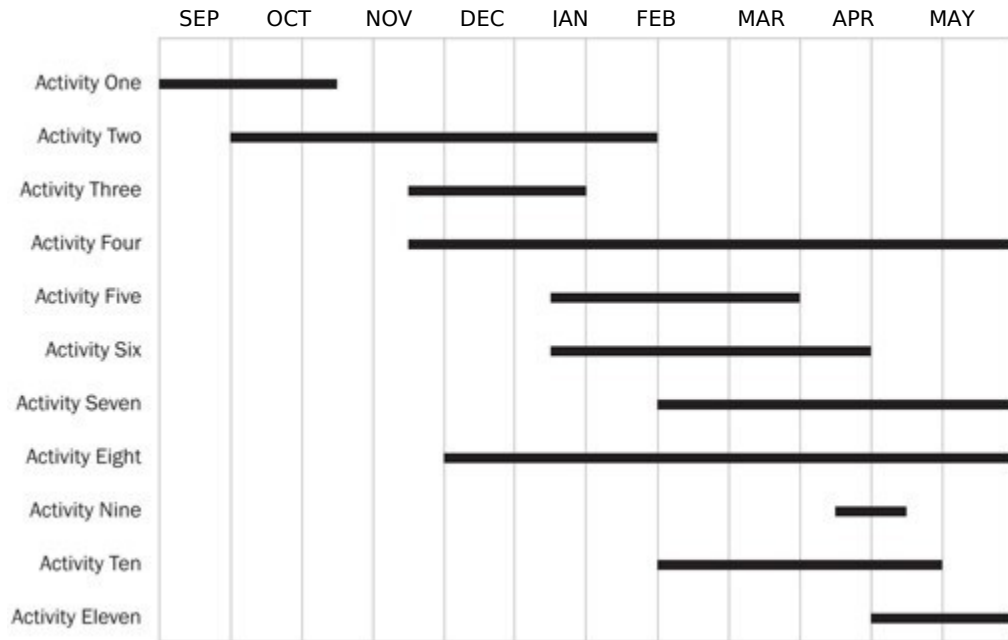 SEP OCT NOV DEC JAN FEB MAR APR MAY
Activity One
Activity Two
Activity Three
Activity Four
Activity Five
Activity Six
Activity Seven
Activity Eight
Activity Nine
Activity Ten
Activity Eleven